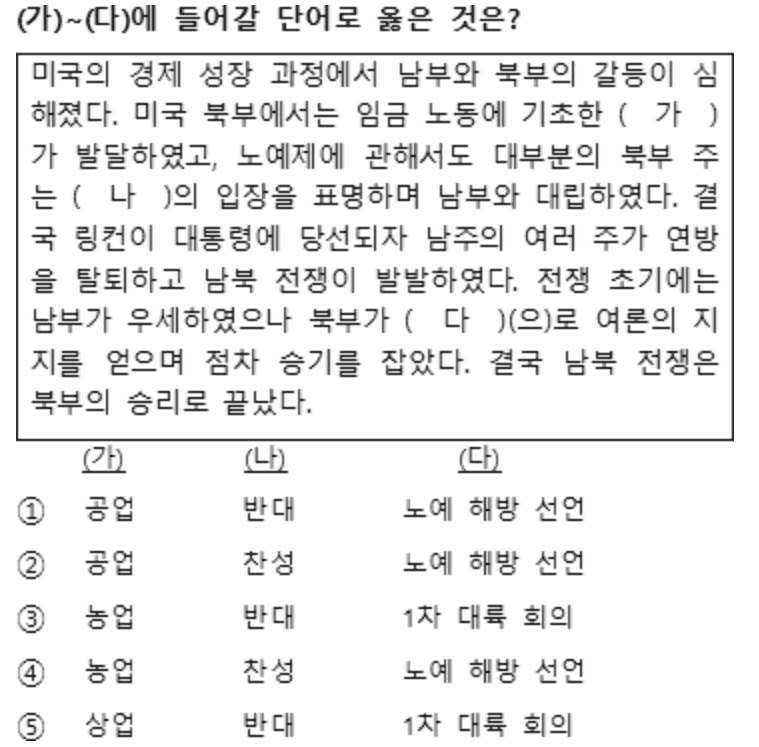 (가)~(다)에 들어갈 단어로 옳은 것은?
미국의 경제 성장 과정에서 남부와 북부의 갈등이 심
해졌다. 미국 북부에서는 임금 노동에 기초한 ( 가 )
가 발달하였고, 노예제에 관해서도 대부분의 북부 주
는 ( 나 )의 입장을 표명하며 남부와 대립하였다. 결
국 링컨이 대통령에 당선되자 남주의 여러 주가 연방
을 탈퇴하고 남북 전쟁이 발발하였다. 전쟁 초기에는
남부가 우세하였으나 북부가 ( 다 )(으)로 여론의 지
지를 얻으며 점차 승기를 잡았다. 결국 남북 전쟁은
북부의 승리로 끝났다.
(가) (나) (다)
① 공업 반대 노예 해방 선언
② 공업 찬성 노예 해방 선언
③ 농업 반대 1차 대륙 회의
④ 농업 찬성 노예 해방 선언
⑤ 상업 반대 1차 대륙 회의